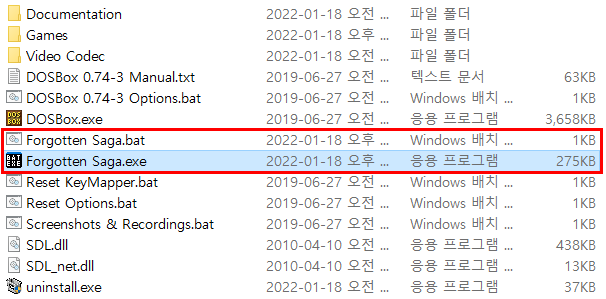 Documentation 2022-01-18 오전 ... 파일 폴더
Games 2022-01-18 오후 ... 파일 폴더
Video Codec 2022-01-18 오전 ... 파일 폴더
DOSBox 0.74-3 Manual.txt 2019-06-27 오전 ... 텍스트 문서 63KB
DOSBox 0.74-3 Options.bat 2019-06-27 오전 ... Windows 배치 ... 1KB
DOSBox.exe 2019-06-27 오전 ... 응용 프로그램 3,658KB
Forgotten Saga.bat 2022-01-18 오후 ... Windows 배치 ... 1KB
BAT EXE Forgotten Saga.exe 2022-01-18 오후 ... 응용 프로그램 275KB
Reset KeyMapper.bat 2019-06-27 오전 ... Windows 배치 ... 1KB
Reset Options.bat 2019-06-27 오전 ... Windows 배치 ... 1KB
Screenshots & Recordings.bat 2019-06-27 오전 ... Windows 배치 ... 1KB
SDL.dll 2010-04-10 오전 ... 응용 프로그램 ... 438KB
SDL_net.dll 2010-04-10 오전 ... 응용 프로그램 ... 13KB
uninstall.exe 2022-01-18 오전 ... 응용 프로그램 37KB